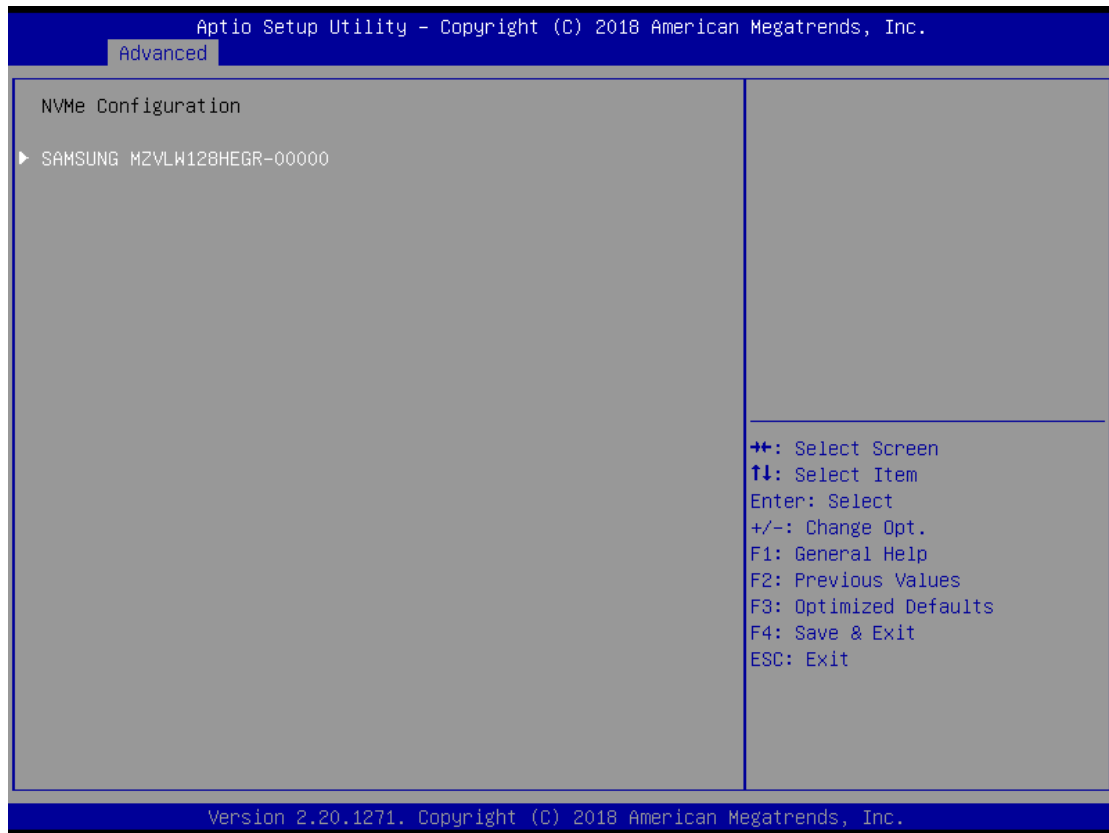 Aptio Setup Utility – Copyright (C) 2018 American Megatrends, Inc.
Advanced
NVMe Configuration
▶ SAMSUNG MZVLW128HEGR-00000
→←: Select Screen
↑↓: Select Item
Enter: Select
+/-: Change Opt.
F1: General Help
F2: Previous Values
F3: Optimized Defaults
F4: Save & Exit
ESC: Exit
Version 2.20.1271. Copyright (C) 2018 American Megatrends, Inc.